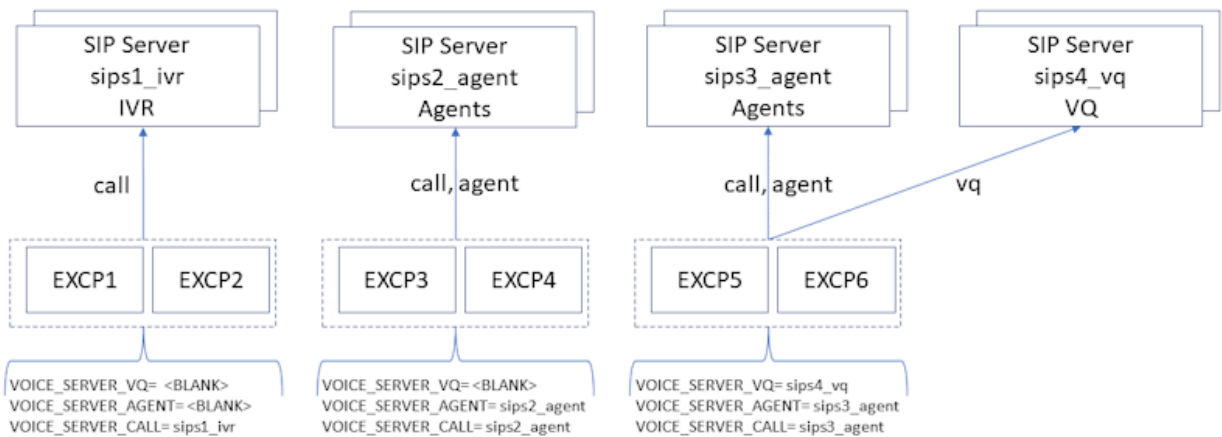 SIP Server
sips1_ivr
IVR
SIP Server
sips2_agent
Agents
SIP Server
sips3_agent
Agents
SIP Server
sips4_vq
VQ
call
call, agent
call, agent
vq
EXCP1
EXCP2
EXCP3
EXCP4
EXCP5
EXCP6
VOICE_SERVER_VQ= <BLANK>
VOICE_SERVER_AGENT=<BLANK>
VOICE_SERVER_CALL= sips1_ivr
VOICE_SERVER_VQ= <BLANK>
VOICE_SERVER_AGENT= sips2_agent
VOICE_SERVER_CALL= sips2_agent
VOICE_SERVER_VQ= sips4_vq
VOICE_SERVER_AGENT= sips3_agent
VOICE_SERVER_CALL= sips3_agent